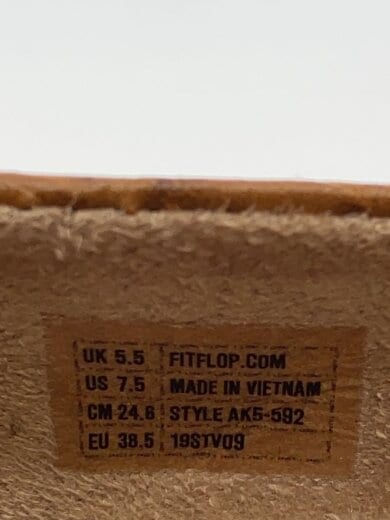 UK 5.5 FITFLOP.COM
US 7.5 MADE IN VIETNAM
CM 24.6 STYLE AK5-592
EU 38.5 19STV09